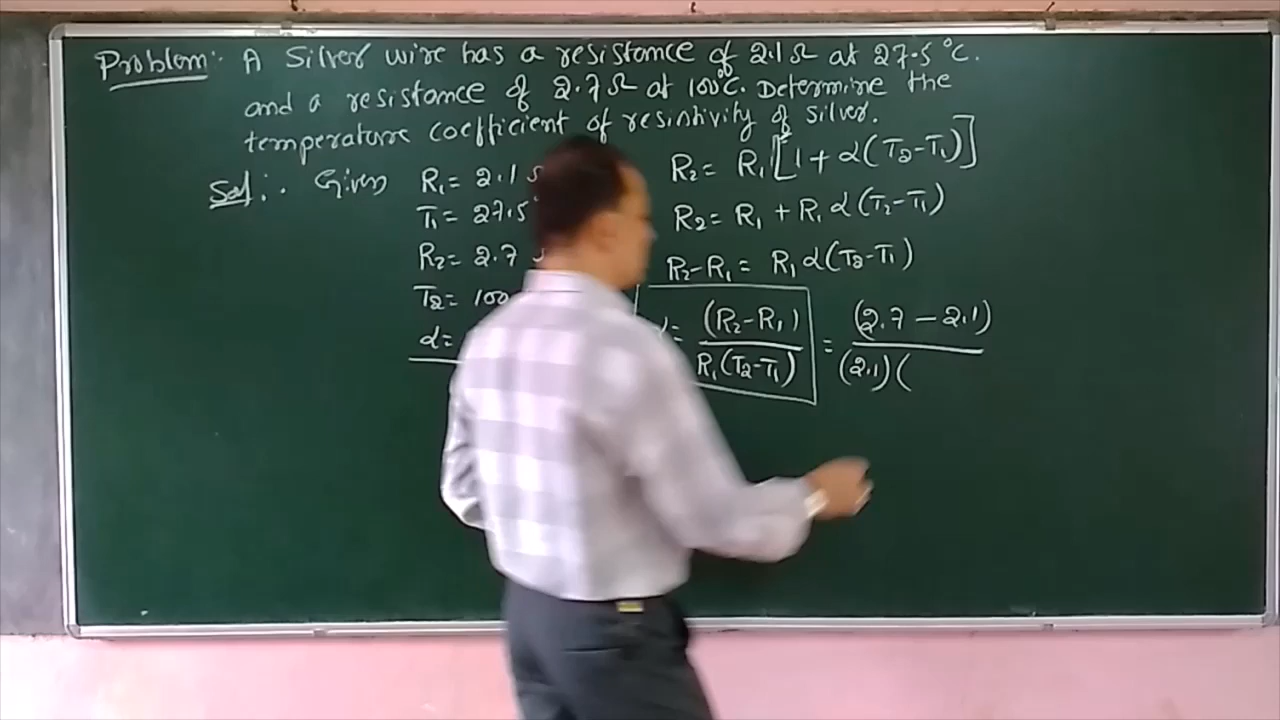 Problem: A Silver wire has a resistance of 2.1Ω at 27.5 °C.
and a resistance of 2.7Ω at 100°C. Determine the
temperature coefficient of resistivity of silver.
Sol:. Given R₁ = 2.1
T₁ = 27.5°
R₂ = 2.7
T₂ = 100
α =
R₂ = R₁ [1 + α(T₂-T₁)]
R₂ = R₁ + R₁ α(T₂-T₁)
R₂-R₁ = R₁ α(T₂-T₁)
= (R₂-R₁) / R₁(T₂-T₁) = (2.7 - 2.1) / (2.1)(